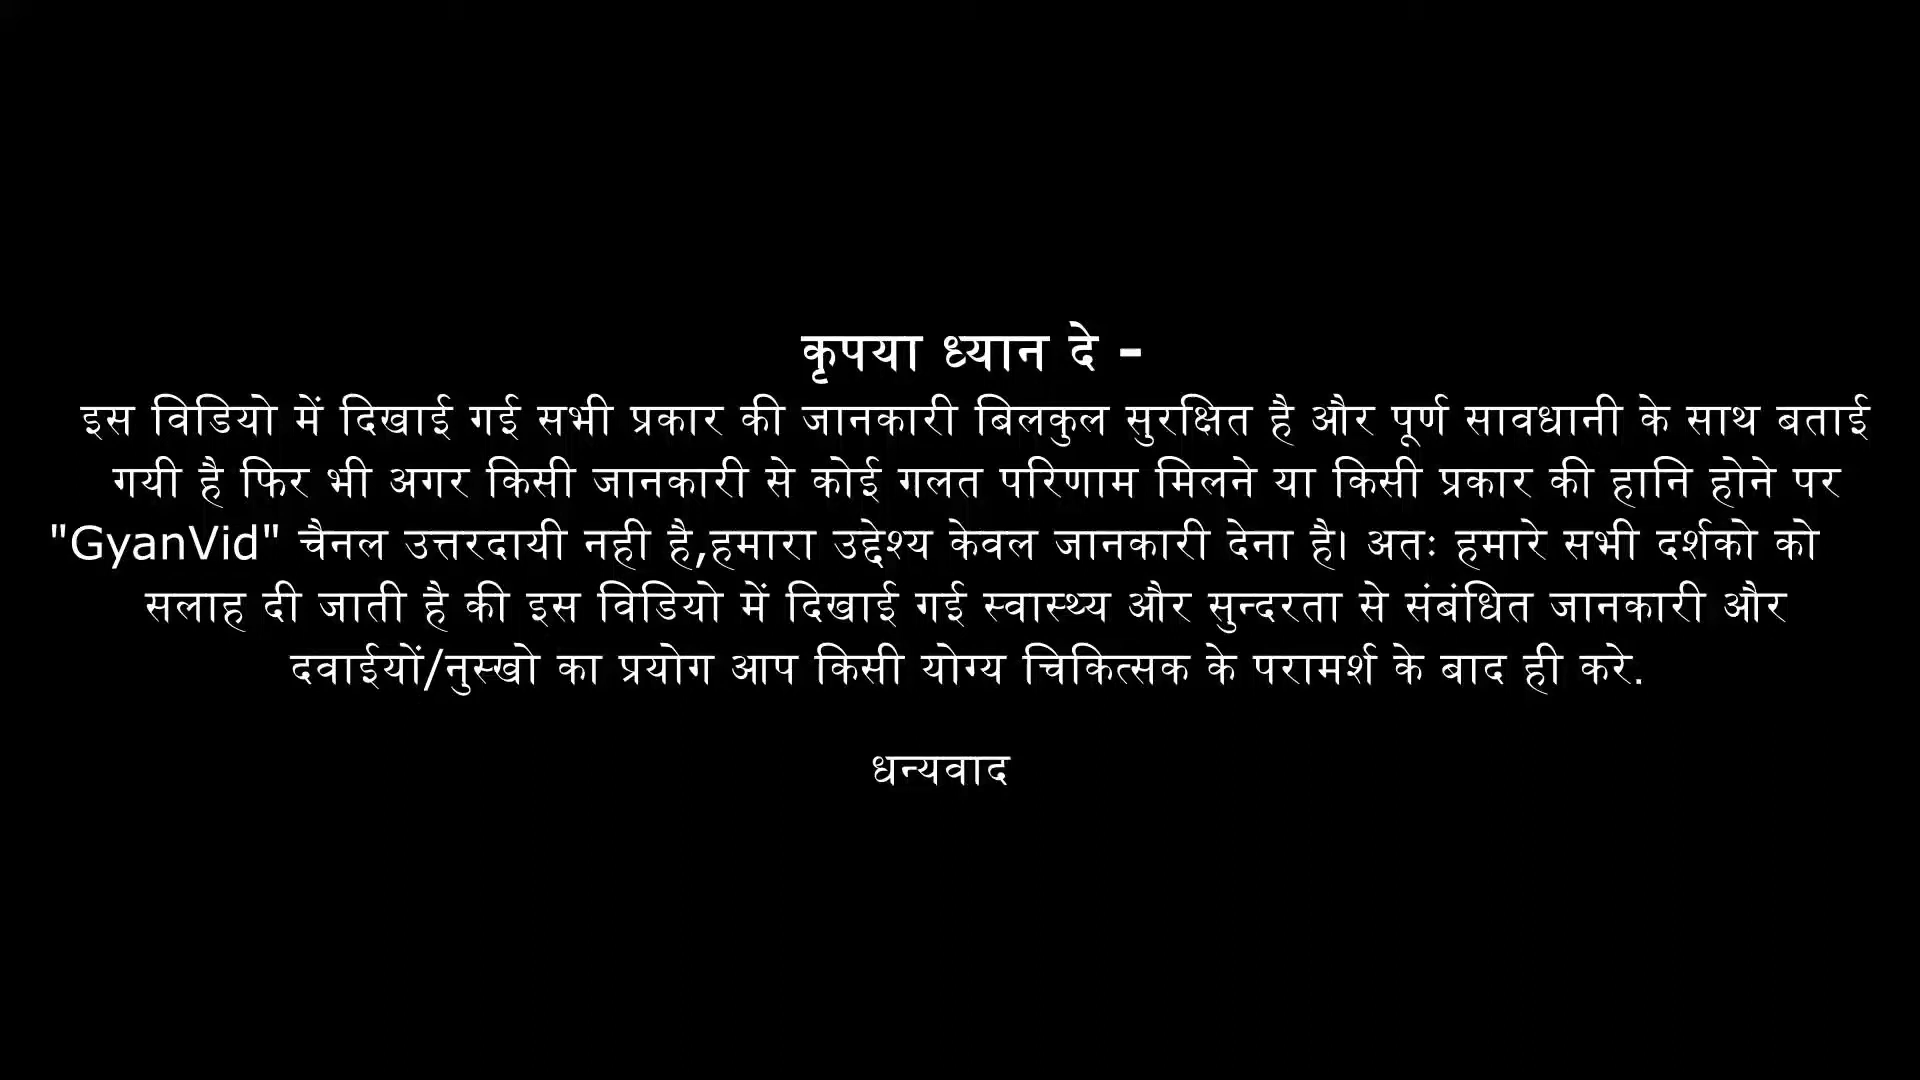 कृपया ध्यान दे -
इस विडियो में दिखाई गई सभी प्रकार की जानकारी बिलकुल सुरक्षित है और पूर्ण सावधानी के साथ बताई
गयी है फिर भी अगर किसी जानकारी से कोई गलत परिणाम मिलने या किसी प्रकार की हानि होने पर
"GyanVid" चैनल उत्तरदायी नही है,हमारा उद्देश्य केवल जानकारी देना है। अतः हमारे सभी दर्शको को
सलाह दी जाती है की इस विडियो में दिखाई गई स्वास्थ्य और सुन्दरता से संबंधित जानकारी और
दवाईयों/नुस्खो का प्रयोग आप किसी योग्य चिकित्सक के परामर्श के बाद ही करे.
धन्यवाद